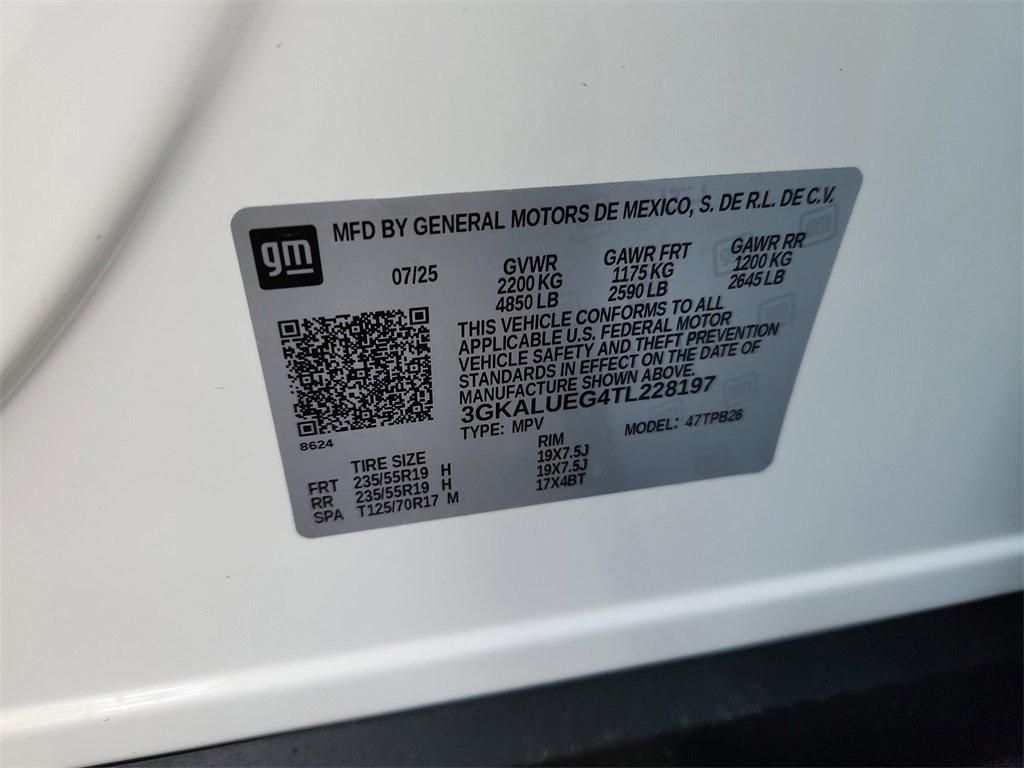 gm
MFD BY GENERAL MOTORS DE MEXICO, S. DE R.L. DE C.V.
07/25
GVWR
2200 KG
4850 LB
GAWR FRT
1175 KG
2590 LB
GAWR RR
1200 KG
2645 LB
THIS VEHICLE CONFORMS TO ALL
APPLICABLE U.S. FEDERAL MOTOR
VEHICLE SAFETY AND THEFT PREVENTION
STANDARDS IN EFFECT ON THE DATE OF
MANUFACTURE SHOWN ABOVE.
3GKALUEG4TL228197
TYPE: MPV MODEL: 47TPB26
8624
TIRE SIZE RIM
FRT 235/55R19 H 19X7.5J
RR 235/55R19 H 19X7.5J
SPA T125/70R17 M 17X4BT